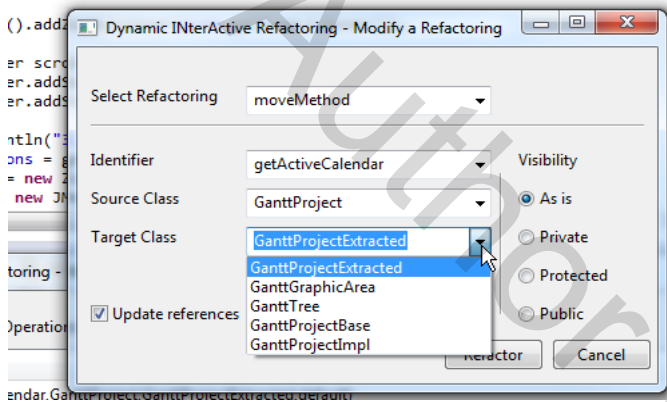 ().add
Dynamic INterActive Refactoring - Modify a Refactoring
er scro
er.addS
er.addS
Select Refactoring moveMethod
ntln("3
ons = g
= new Z
new JM
Identifier getActiveCalendar Visibility
Source Class GanttProject As is
Target Class GanttProjectExtracted Private
GanttProjectExtracted
toring -
GanttGraphicArea Protected
GanttTree
Update references GanttProjectBase Public
Operation
GanttProjectImpl
Refactor Cancel
endar,GanttProject,GanttProjectExtracted,default)
Author